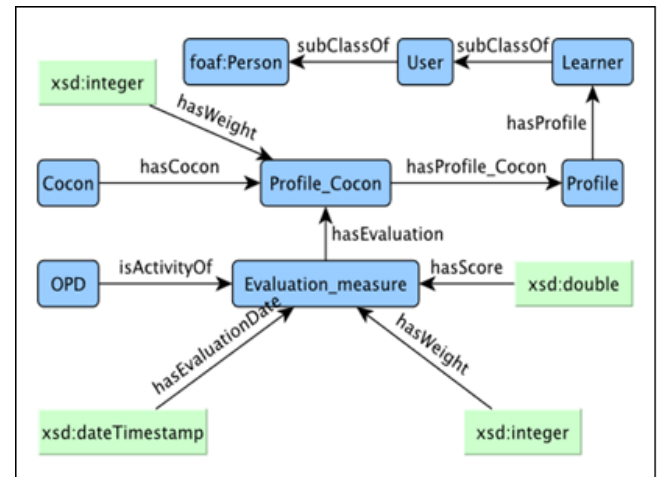 subClassOf
subClassOf
foaf:Person
User
Learner
xsd:integer
hasWeight
hasProfile
hasCocon
hasProfile_Cocon
Cocon
Profile_Cocon
Profile
hasEvaluation
isActivityOf
hasScore
OPD
Evaluation_measure
xsd:double
hasEvaluationDate
hasWeight
xsd:dateTimestamp
xsd:integer